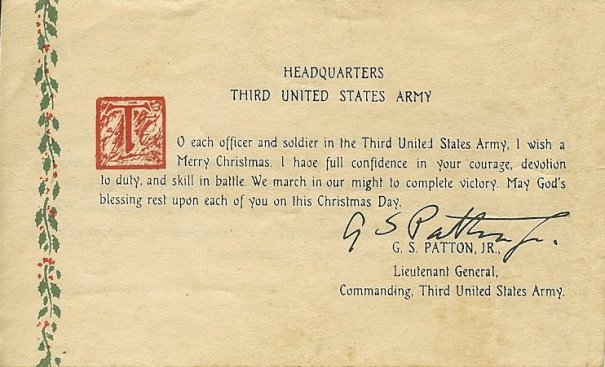 HEADQUARTERS
THIRD UNITED STATES ARMY
TO each officer and soldier in the Third United States Army, I wish a
Merry Christmas. I have full confidence in your courage, devotion
to duty, and skill in battle. We march in our might to complete victory. May God's
blessing rest upon each of you on this Christmas Day.
G S Patton Jr.
G. S. PATTON, JR.,
Lieutenant General,
Commanding, Third United States Army.